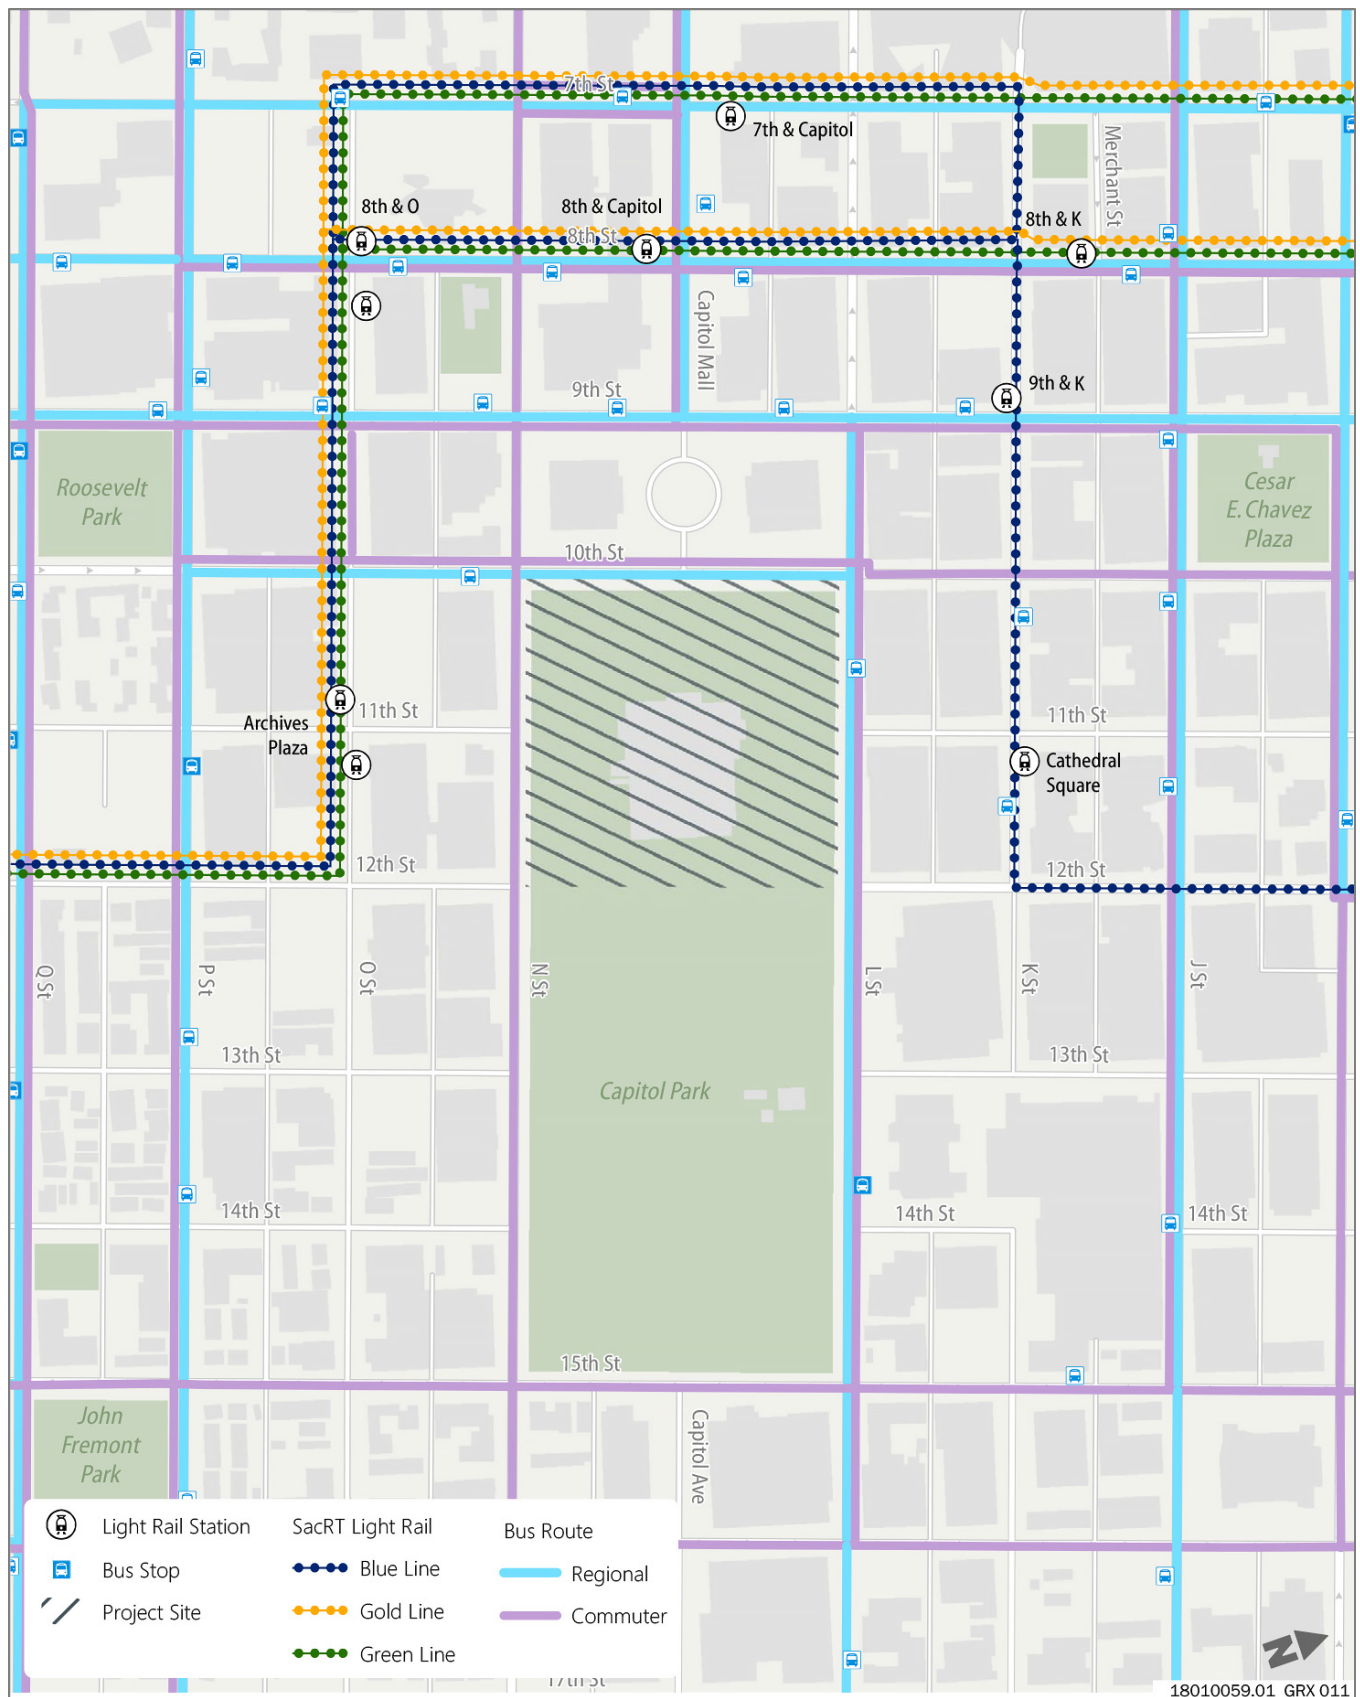 7th St
7th & Capitol
Merchant St
8th & O
8th & Capitol
8th & K
8th St
Capitol Mall
9th & K
9th St
Roosevelt
Park
Cesar
E. Chavez
Plaza
10th St
Archives
Plaza
11th St
11th St
Cathedral
Square
12th St
12th St
Q St
P St
O St
N St
L St
K St
J St
13th St
13th St
Capitol Park
14th St
14th St
14th St
15th St
John
Fremont
Park
Capitol Ave
Light Rail Station
Bus Stop
Project Site
SacRT Light Rail
Blue Line
Gold Line
Green Line
Bus Route
Regional
Commuter
17th St
N
18010059.01 GRX 011